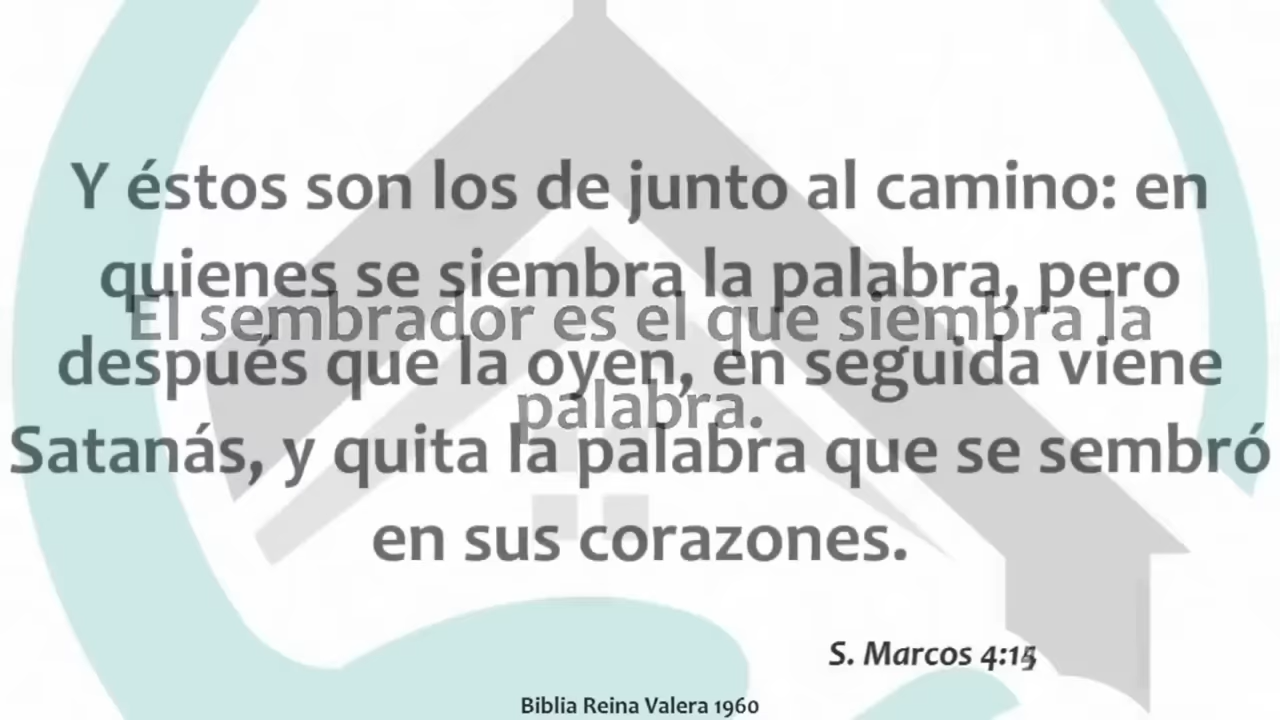 Y éstos son los de junto al camino: en
quienes se siembra la palabra, pero
El sembrador es el que siembra la
después que la oyen, en seguida viene
palabra.
Satanás, y quita la palabra que se sembró
en sus corazones.
S. Marcos 4:15
Biblia Reina Valera 1960